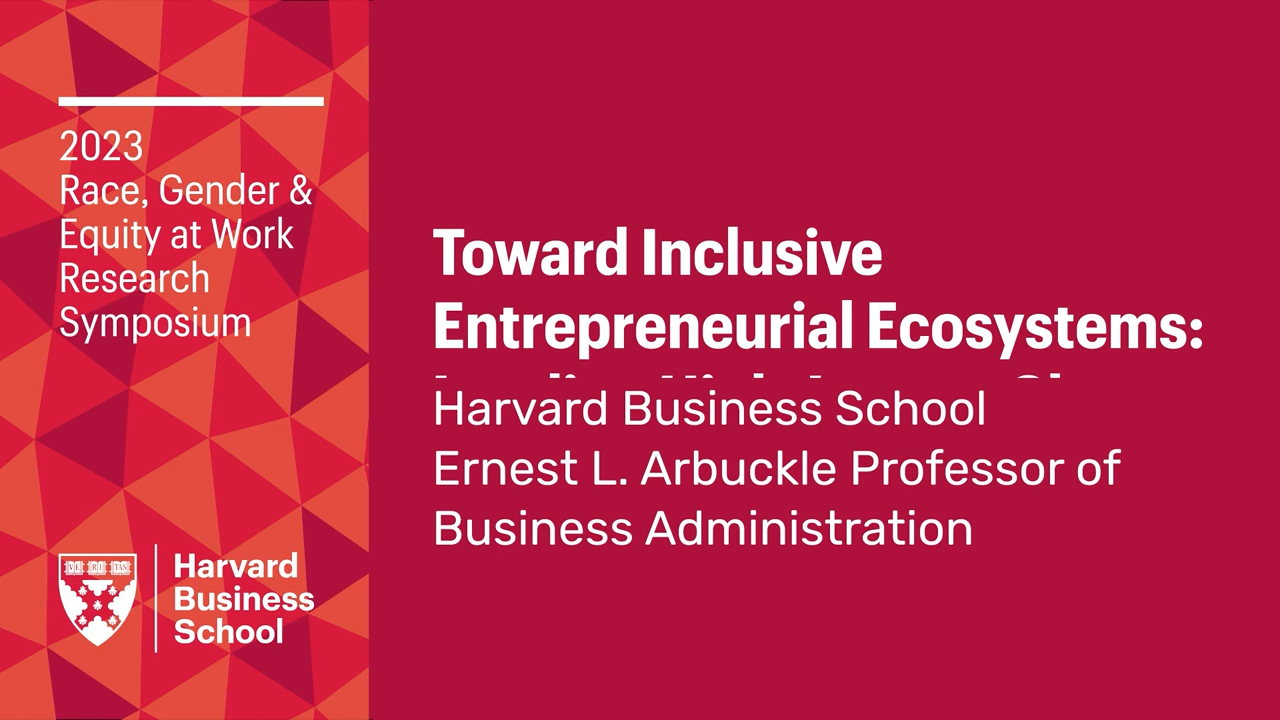 2023
Race, Gender &
Equity at Work
Research
Symposium
Toward Inclusive
Entrepreneurial Ecosystems:
Harvard Business School
Ernest L. Arbuckle Professor of
Business Administration
Harvard
Business
School